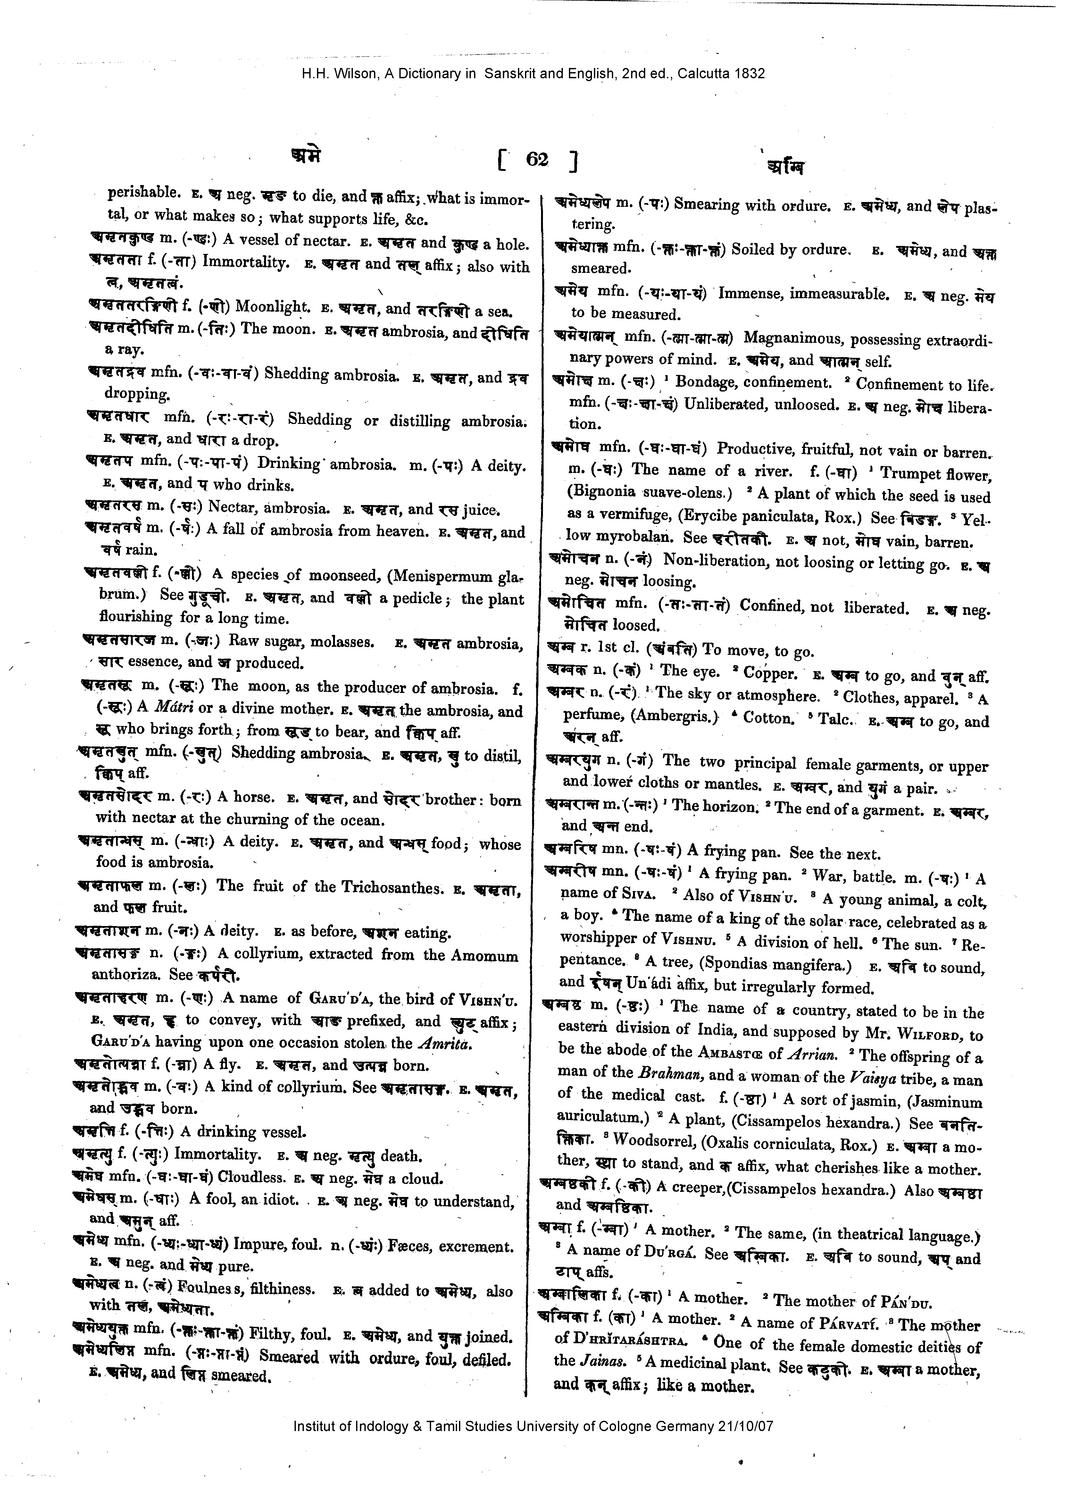 H.H. Wilson, A Dictionary in Sanskrit and English, 2nd ed., Calcutta 1832
अमे
[ 62 ]
अम्बि
perishable. E. अ neg. मृङ to die, and क्त affix; what is immor-
tal, or what makes so; what supports life, &c.
अमृतकुण्ड m. (-ण्डः) A vessel of nectar. E. अमृत and कुण्ड a hole.
अमृतता f. (-ता) Immortality. E. अमृत and तल् affix; also with
त्व, अमृतत्वं.
अमृततरङ्गिणी f. (-णी) Moonlight. E. अमृत, and तरङ्गिणी a sea.
अमृतदीधिति m. (-तिः) The moon. E. अमृत ambrosia, and दीधिति
a ray.
अमृतद्रव mfn. (-वः-वा-वं) Shedding ambrosia. E. अमृत, and द्रव
dropping.
अमृतधार mfn. (-रः-रा-रं) Shedding or distilling ambrosia.
E. अमृत, and धारा a drop.
अमृतप mfn. (-पः-पा-पं) Drinking ambrosia. m. (-पः) A deity.
E. अमृत, and प who drinks.
अमृतरस m. (-सः) Nectar, ambrosia. E. अमृत, and रस juice.
अमृतवर्ष m. (-र्षः) A fall of ambrosia from heaven. E. अमृत, and
वर्ष rain.
अमृतवल्ली f. (-ल्ली) A species of moonseed, (Menispermum gla-
brum.) See गुडूची. E. अमृत, and वल्ली a pedicle; the plant
flourishing for a long time.
अमृतसारज m. (-जः) Raw sugar, molasses. E. अमृत ambrosia,
सार essence, and ज produced.
अमृतसू m. (-सूः) The moon, as the producer of ambrosia. f.
(-सूः) A Mátri or a divine mother. E. अमृत the ambrosia, and
सू who brings forth; from सूङ to bear, and क्विप् aff.
अमृतस्रुत् mfn. (-स्रुत्) Shedding ambrosia. E. अमृत, स्रु to distil,
क्विप् aff.
अमृतसोदर m. (-रः) A horse. E. अमृत, and सोदर brother: born
with nectar at the churning of the ocean.
अमृतान्धस् m. (-न्धाः) A deity. E. अमृत, and अन्धस् food; whose
food is ambrosia.
अमृताफल m. (-लः) The fruit of the Trichosanthes. E. अमृता,
and फल fruit.
अमृताशन m. (-नः) A deity. E. as before, अशन eating.
अमृतासङ्ग n. (-ङ्गः) A collyrium, extracted from the Amomum
anthoriza. See कर्परी.
अमृताहरण m. (-णः) A name of GARU'D'A, the bird of VISHN'U.
E. अमृत, हृ to convey, with आङ prefixed, and ल्युट् affix;
GARU'D'A having upon one occasion stolen the Amrita.
अमृतोत्पन्ना f. (-न्ना) A fly. E. अमृत, and उत्पन्न born.
अमृतोद्भव m. (-वः) A kind of collyrium. See अमृतासङ्ग. E. अमृत,
and उद्भव born.
अमृत्ति f. (-त्तिः) A drinking vessel.
अमृत्यु f. (-त्युः) Immortality. E. अ neg. मृत्यु death.
अमेघ mfn. (-घः-घा-घं) Cloudless. E. अ neg. मेघ a cloud.
अमेधस् m. (-धाः) A fool, an idiot. E. अ neg. मेध to understand,
and असुन् aff.
अमेध्य mfn. (-ध्यः-ध्या-ध्यं) Impure, foul. n. (-ध्यं) Fæces, excrement.
E. अ neg. and मेध्य pure.
अमेध्यत्व n. (-त्वं) Foulness, filthiness. E. त्व added to अमेध्य, also
with तल्, अमेध्यता.
अमेध्ययुक्त mfn. (-क्तः-क्ता-क्तं) Filthy, foul. E. अमेध्य, and युक्त joined.
अमेध्यलिप्त mfn. (-प्तः-प्ता-प्तं) Smeared with ordure, foul, defiled.
E. अमेध्य, and लिप्त smeared.
अमेध्यलेप m. (-पः) Smearing with ordure. E. अमेध्य, and लेप plas-
tering.
अमेध्याक्त mfn. (-क्तः-क्ता-क्तं) Soiled by ordure. E. अमेध्य, and अक्त
smeared.
अमेय mfn. (-यः-या-यं) Immense, immeasurable. E. अ neg. मेय
to be measured.
अमेयात्मन् mfn. (-त्मा-त्मा-त्म) Magnanimous, possessing extraordi-
nary powers of mind. E. अमेय, and आत्मन् self.
अमोच m. (-चः) ¹ Bondage, confinement. ² Confinement to life.
mfn. (-चः-चा-चं) Unliberated, unloosed. E. अ neg. मोच libera-
tion.
अमोघ mfn. (-घः-घा-घं) Productive, fruitful, not vain or barren.
m. (-घः) The name of a river. f. (-घा) ¹ Trumpet flower,
(Bignonia suave-olens.) ² A plant of which the seed is used
as a vermifuge, (Erycibe paniculata, Rox.) See विडङ्ग. ³ Yel-
low myrobalan. See हरीतकी. E. अ not, मोघ vain, barren.
अमोचन n. (-नं) Non-liberation, not loosing or letting go. E. अ
neg. मोचन loosing.
अमोचित mfn. (-तः-ता-तं) Confined, not liberated. E. अ neg.
मोचित loosed.
अम्ब r. 1st cl. (अंबति) To move, to go.
अम्बक n. (-कं) ¹ The eye. ² Copper. E. अम्ब to go, and वुन् aff.
अम्बर n. (-रं) ¹ The sky or atmosphere. ² Clothes, apparel. ³ A
perfume, (Ambergris.) ⁴ Cotton. ⁵ Talc. E. अम्ब to go, and
अरन् aff.
अम्बरयुग n. (-गं) The two principal female garments, or upper
and lower cloths or mantles. E. अम्बर, and युगं a pair.
अम्बरान्त m. (-न्तः) ¹ The horizon. ² The end of a garment. E. अम्बर,
and अन्त end.
अम्बरिष mn. (-षः-षं) A frying pan. See the next.
अम्बरीष mn. (-षः-षं) ¹ A frying pan. ² War, battle. m. (-षः) ¹ A
name of SIVA. ² Also of VISHN'U. ³ A young animal, a colt,
a boy. ⁴ The name of a king of the solar race, celebrated as a
worshipper of VISHNU. ⁵ A division of hell. ⁶ The sun. ⁷ Re-
pentance. ⁸ A tree, (Spondias mangifera.) E. अबि to sound,
and ईषन् Un'ádi affix, but irregularly formed.
अम्बष्ठ m. (-ष्ठः) ¹ The name of a country, stated to be in the
eastern division of India, and supposed by Mr. WILFORD, to
be the abode of the AMBASTŒ of Arrian. ² The offspring of a
man of the Brahman, and a woman of the Vaisya tribe, a man
of the medical cast. f. (-ष्ठा) ¹ A sort of jasmin, (Jasminum
auriculatum.) ² A plant, (Cissampelos hexandra.) See वनति-
क्तिका. ³ Woodsorrel, (Oxalis corniculata, Rox.) E. अम्बा a mo-
ther, स्था to stand, and क affix, what cherishes like a mother.
अम्बष्ठकी f. (-की) A creeper, (Cissampelos hexandra.) Also अम्बष्ठा
and अम्बष्ठिका.
अम्बा f. (-म्बा) ¹ A mother. ² The same, (in theatrical language.)
³ A name of DU'RGÁ. See अम्बिका. E. अबि to sound, अप् and
टाप् affs.
अम्बालिका f. (-का) ¹ A mother. ² The mother of PÁN'DU.
अम्बिका f. (का) ¹ A mother. ² A name of PÁRVATÍ. ³ The mother
of D'HRĬTARÁSHTRA. ⁴ One of the female domestic deities of
the Jainas. ⁵ A medicinal plant. See कटुकी. E. अम्बा a mother,
and कन् affix; like a mother.
Institut of Indology & Tamil Studies University of Cologne Germany 21/10/07